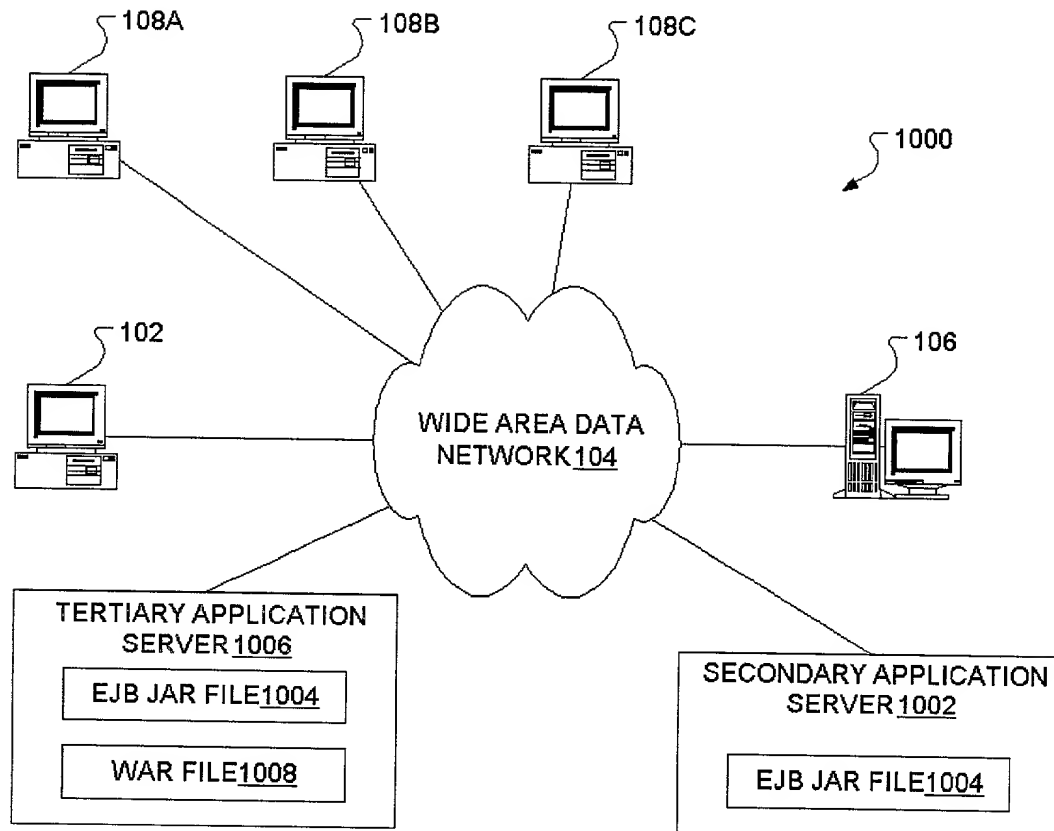 108A
108B
108C
1000
102
106
WIDE AREA DATA
NETWORK 104
TERTIARY APPLICATION
SERVER 1006
EJB JAR FILE 1004
WAR FILE 1008
SECONDARY APPLICATION
SERVER 1002
EJB JAR FILE 1004